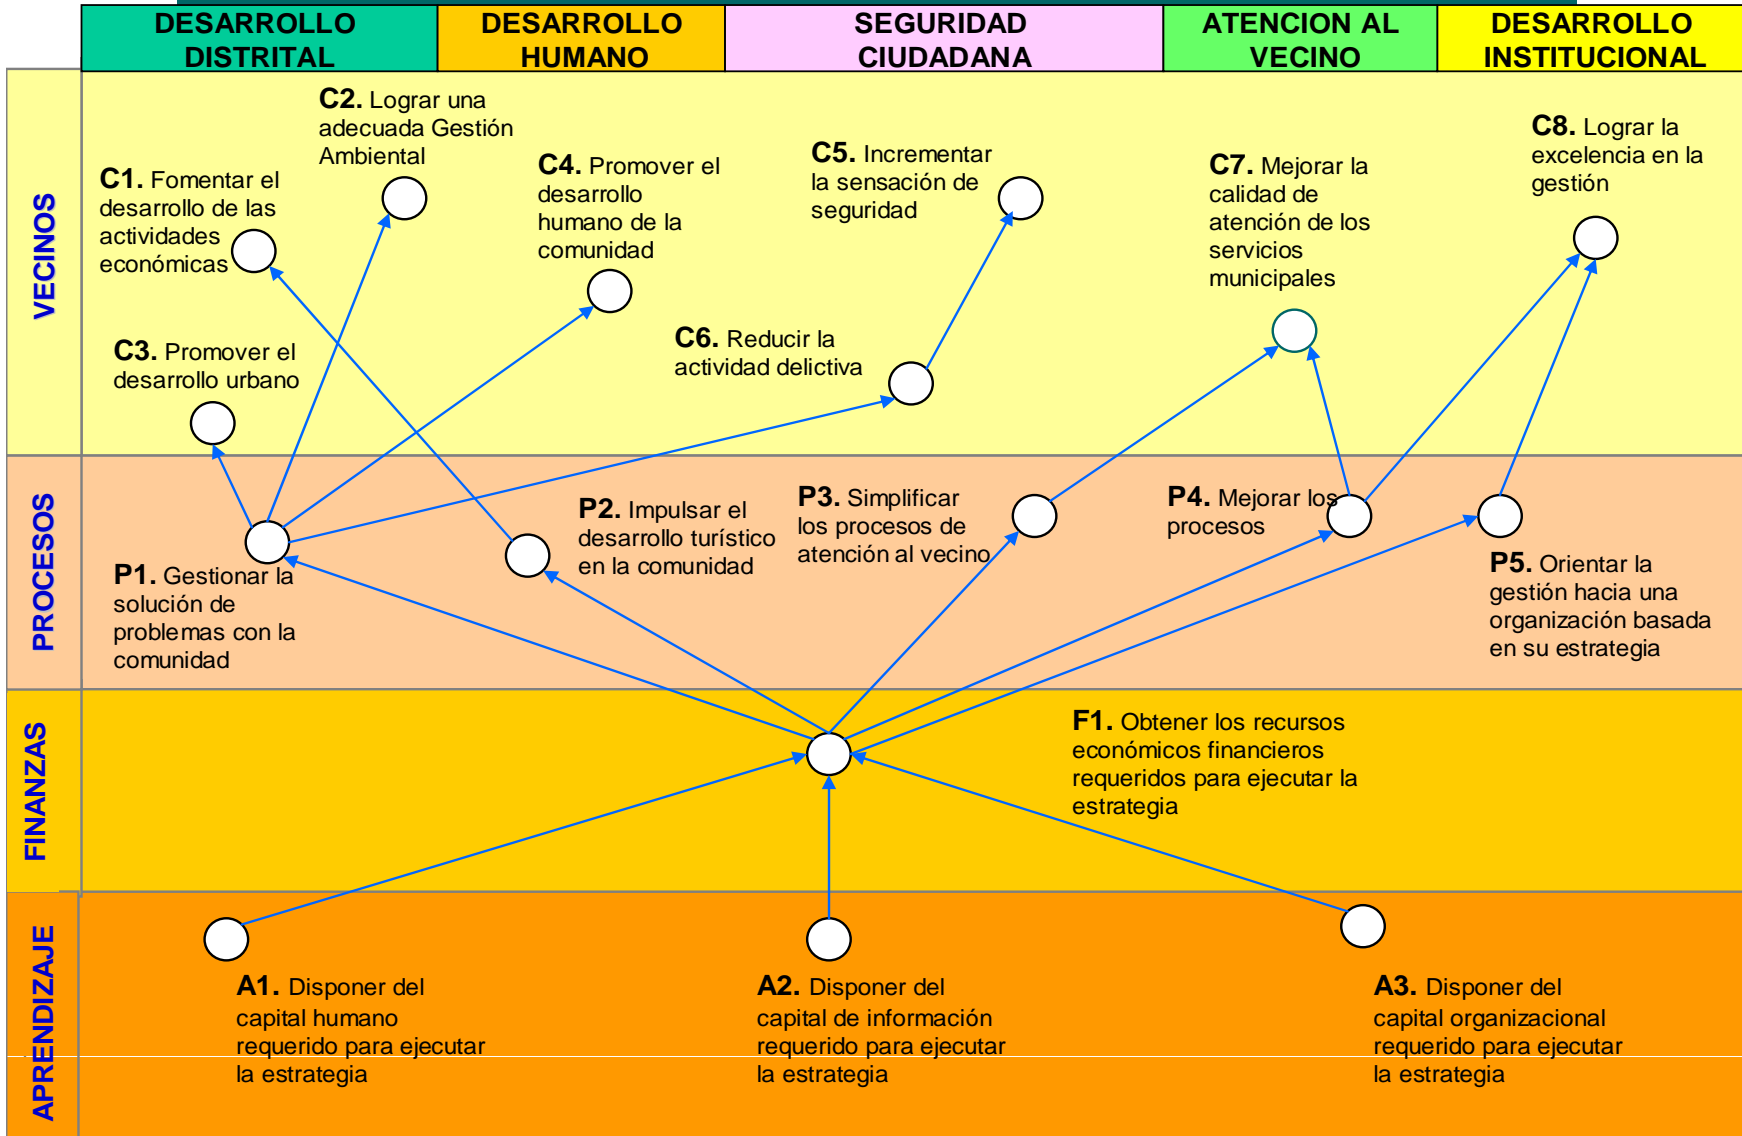 DESARROLLO
DISTRITAL
DESARROLLO
HUMANO
SEGURIDAD
CIUDADANA
ATENCION AL
VECINO
DESARROLLO
INSTITUCIONAL
VECINOS
C1. Fomentar el
desarrollo de las
actividades
económicas
C2. Lograr una
adecuada Gestión
Ambiental
C3. Promover el
desarrollo urbano
C4. Promover el
desarrollo
humano de la
comunidad
C5. Incrementar
la sensación de
seguridad
C6. Reducir la
actividad delictiva
C7. Mejorar la
calidad de
atención de los
servicios
municipales
C8. Lograr la
excelencia en la
gestión
PROCESOS
P1. Gestionar la
solución de
problemas con la
comunidad
P2. Impulsar el
desarrollo turístico
en la comunidad
P3. Simplificar
los procesos de
atención al vecino
P4. Mejorar los
procesos
P5. Orientar la
gestión hacia una
organización basada
en su estrategia
FINANZAS
F1. Obtener los recursos
económicos financieros
requeridos para ejecutar la
estrategia
APRENDIZAJE
A1. Disponer del
capital humano
requerido para ejecutar
la estrategia
A2. Disponer del
capital de información
requerido para ejecutar
la estrategia
A3. Disponer del
capital organizacional
requerido para ejecutar
la estrategia